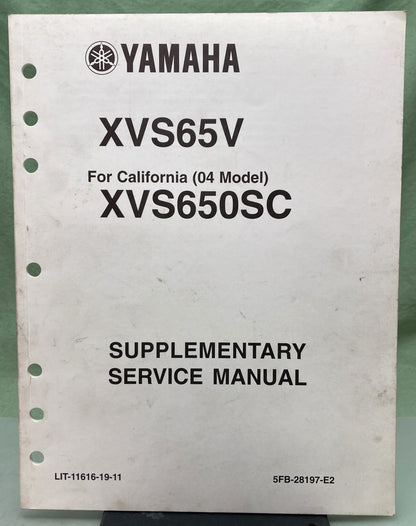 YAMAHA
XVS65V
For California (04 Model)
XVS650SC
SUPPLEMENTARY
SERVICE MANUAL
LIT-11616-19-11 5FB-28197-E2